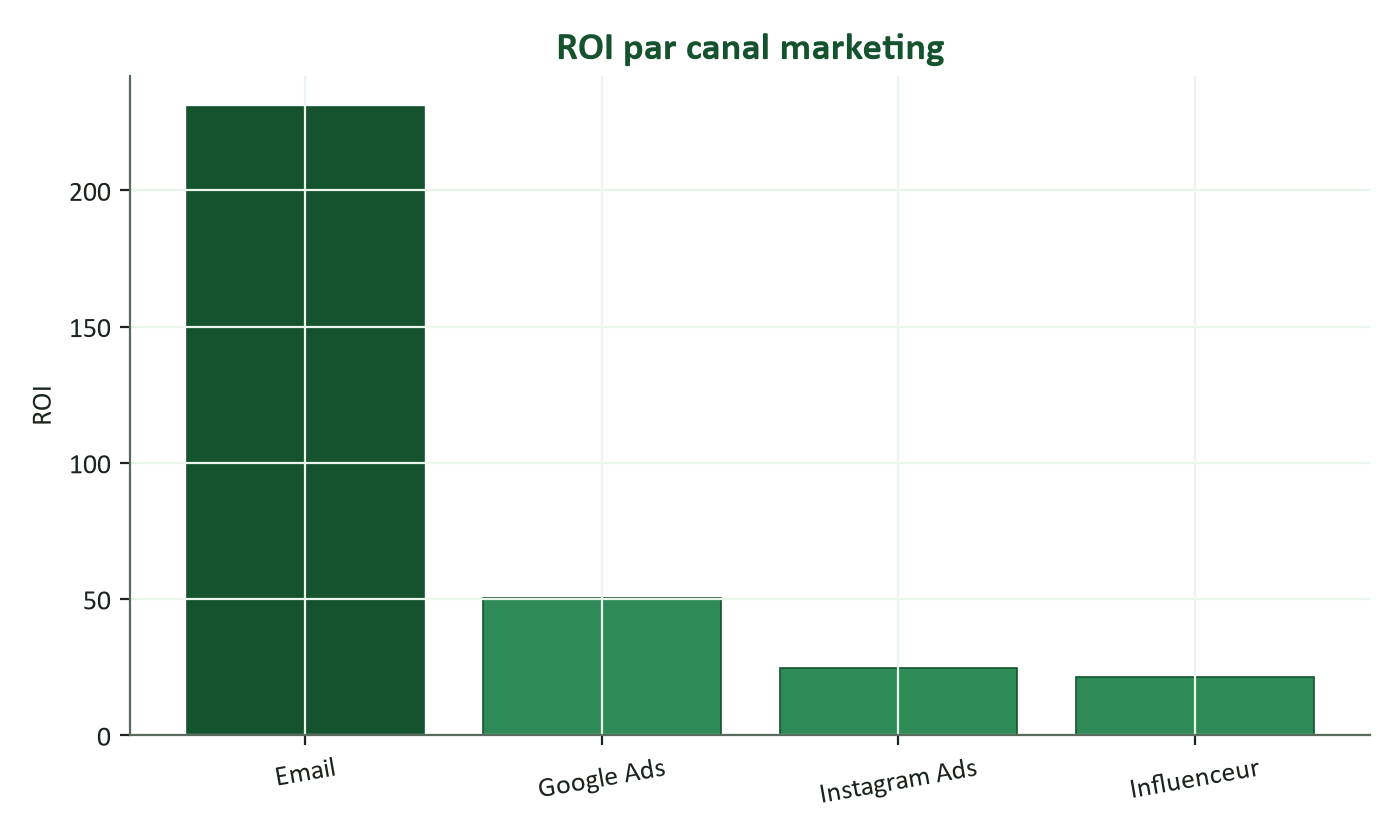 ROI par canal marketing
ROI
200
150
100
50
0
Email
Google Ads
Instagram Ads
Influenceur